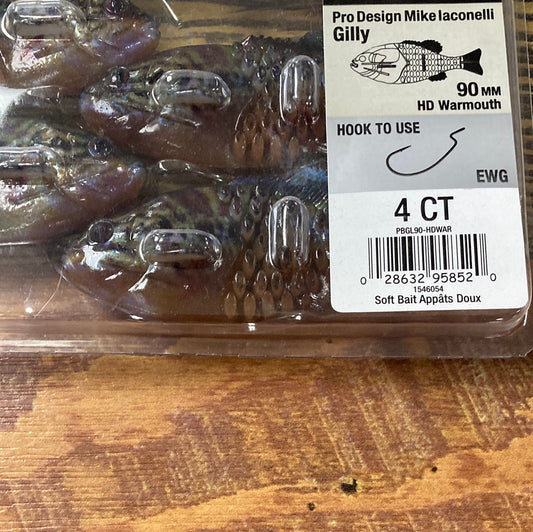 Pro Design Mike Iaconelli
Gilly
90 MM
HD Warmouth
HOOK TO USE
EWG
4 CT
PBGL90-HDWAR
0 28632 95852 0
1546054
Soft Bait Appâts Doux